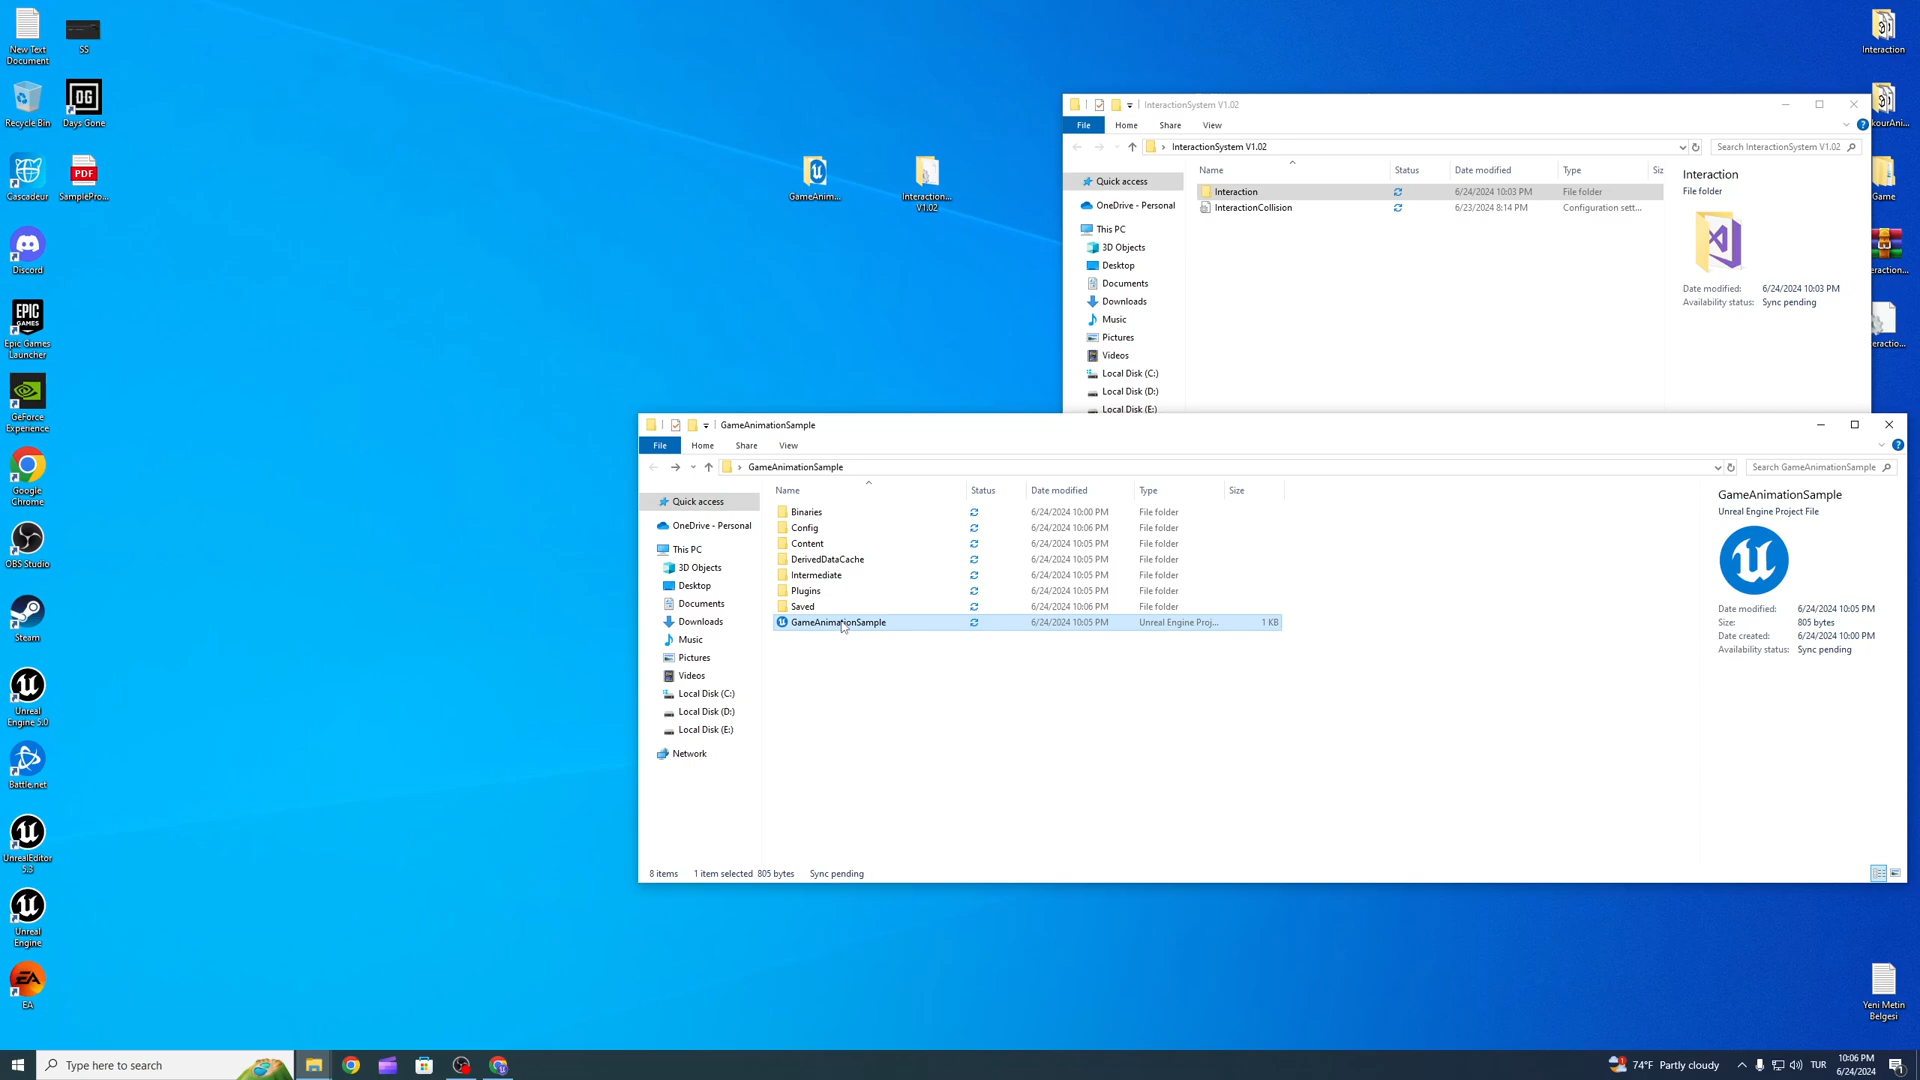 New Text
Document
SS
Recycle Bin
Days Gone
Cascadeur
SamplePro...
Discord
Epic Games
Launcher
GeForce
Experience
Google
Chrome
OBS Studio
Steam
Unreal
Engine 5.0
Battle.net
UnrealEditor
5.3
Unreal
Engine
EA
GameAnim...
Interaction...
V1.02
Interaction
kourAni...
Game
eraction...
eractio...
Yeni Metin
Belgesi
InteractionSystem V1.02
File Home Share View
InteractionSystem V1.02
Search InteractionSystem V1.02
Quick access
OneDrive - Personal
This PC
3D Objects
Desktop
Documents
Downloads
Music
Pictures
Videos
Local Disk (C:)
Local Disk (D:)
Local Disk (E:)
Name Status Date modified Type Siz
Interaction 6/24/2024 10:03 PM File folder
InteractionCollision 6/23/2024 8:14 PM Configuration sett...
Interaction
File folder
Date modified: 6/24/2024 10:03 PM
Availability status: Sync pending
GameAnimationSample
File Home Share View
GameAnimationSample
Search GameAnimationSample
Quick access
OneDrive - Personal
This PC
3D Objects
Desktop
Documents
Downloads
Music
Pictures
Videos
Local Disk (C:)
Local Disk (D:)
Local Disk (E:)
Network
Name Status Date modified Type Size
Binaries 6/24/2024 10:00 PM File folder
Config 6/24/2024 10:06 PM File folder
Content 6/24/2024 10:05 PM File folder
DerivedDataCache 6/24/2024 10:05 PM File folder
Intermediate 6/24/2024 10:05 PM File folder
Plugins 6/24/2024 10:05 PM File folder
Saved 6/24/2024 10:06 PM File folder
GameAnimationSample 6/24/2024 10:05 PM Unreal Engine Proj... 1 KB
GameAnimationSample
Unreal Engine Project File
Date modified: 6/24/2024 10:05 PM
Size: 805 bytes
Date created: 6/24/2024 10:00 PM
Availability status: Sync pending
8 items 1 item selected 805 bytes Sync pending
Type here to search
74°F Partly cloudy
TUR
10:06 PM
6/24/2024